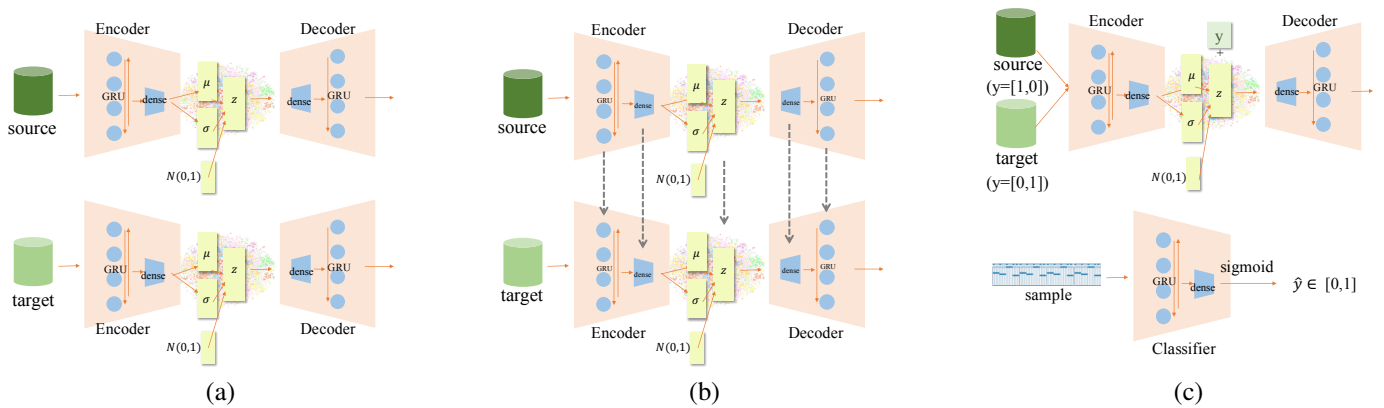 Encoder
Decoder
GRU
dense
μ
σ
z
dense
GRU
source
N(0,1)
GRU
dense
μ
σ
z
dense
GRU
target
Encoder
Decoder
N(0,1)
(a)
Encoder
Decoder
GRU
dense
μ
σ
z
dense
GRU
source
N(0,1)
GRU
dense
μ
σ
z
dense
GRU
target
Encoder
Decoder
N(0,1)
(b)
Encoder
Decoder
y
+
source
(y=[1,0])
GRU
dense
μ
σ
z
dense
GRU
target
(y=[0,1])
N(0,1)
sample
GRU
dense
sigmoid
ŷ ∈ [0,1]
Classifier
(c)